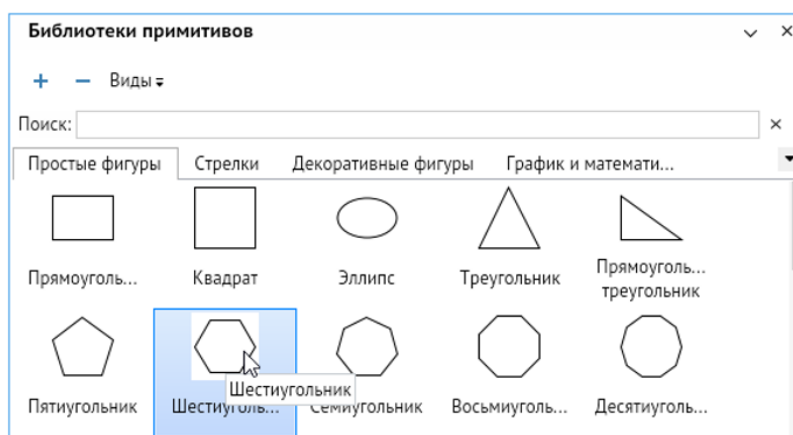 Библиотеки примитивов
+ − Виды
Поиск:
Простые фигуры Стрелки Декоративные фигуры График и математи...
Прямоуголь... Квадрат Эллипс Треугольник Прямоуголь...
треугольник
Пятиугольник Шестиуголь... Семиугольник Восьмиуголь... Десятиуголь...
Шестиугольник